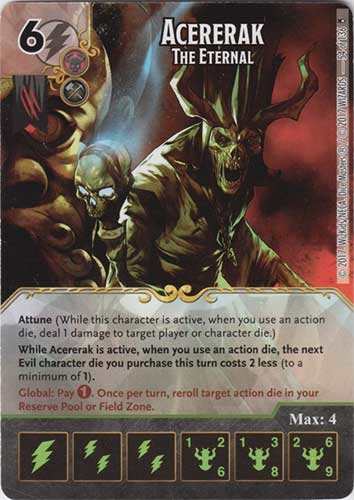 6
ACERERAK
THE ETERNAL
Attune (While this character is active, when you use an action
die, deal 1 damage to target player or character die.)
While Acererak is active, when you use an action die, the next
Evil character die you purchase this turn costs 2 less (to a
minimum of 1).
Global: Pay 1. Once per turn, reroll target action die in your
Reserve Pool or Field Zone.
Max: 4
1 2 6
1 3 8
2 6 9